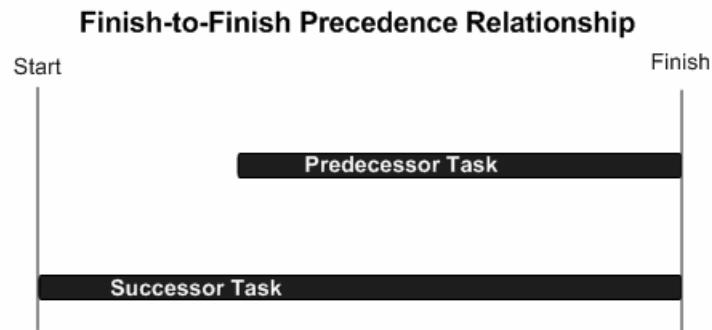 Finish-to-Finish Precedence Relationship
Start
Finish
Predecessor Task
Successor Task